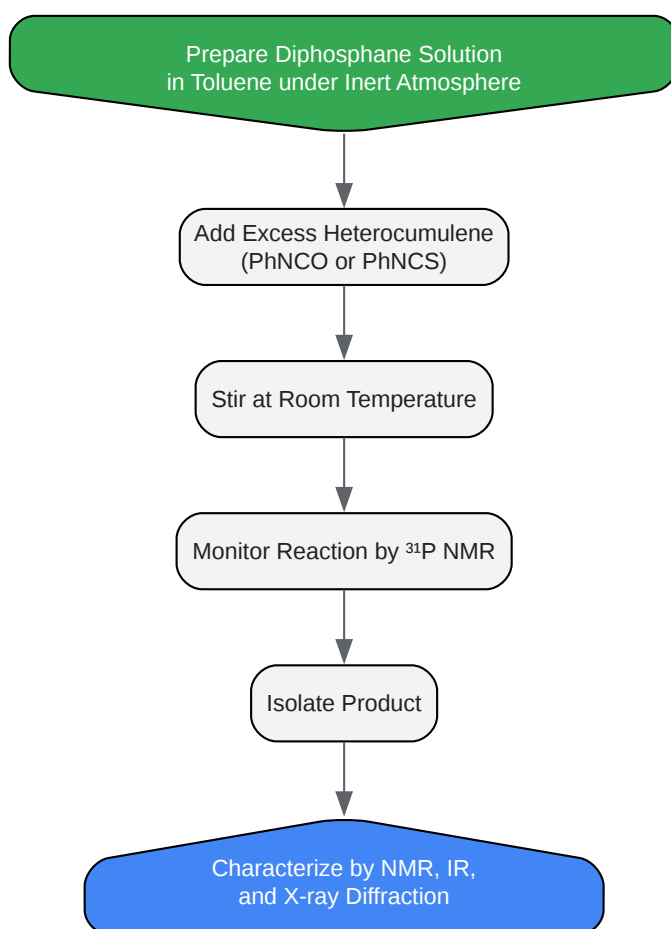 Prepare Diphosphane Solution
in Toluene under Inert Atmosphere
Add Excess Heterocumulene
(PhNCO or PhNCS)
Stir at Room Temperature
Monitor Reaction by ³¹P NMR
Isolate Product
Characterize by NMR, IR,
and X-ray Diffraction